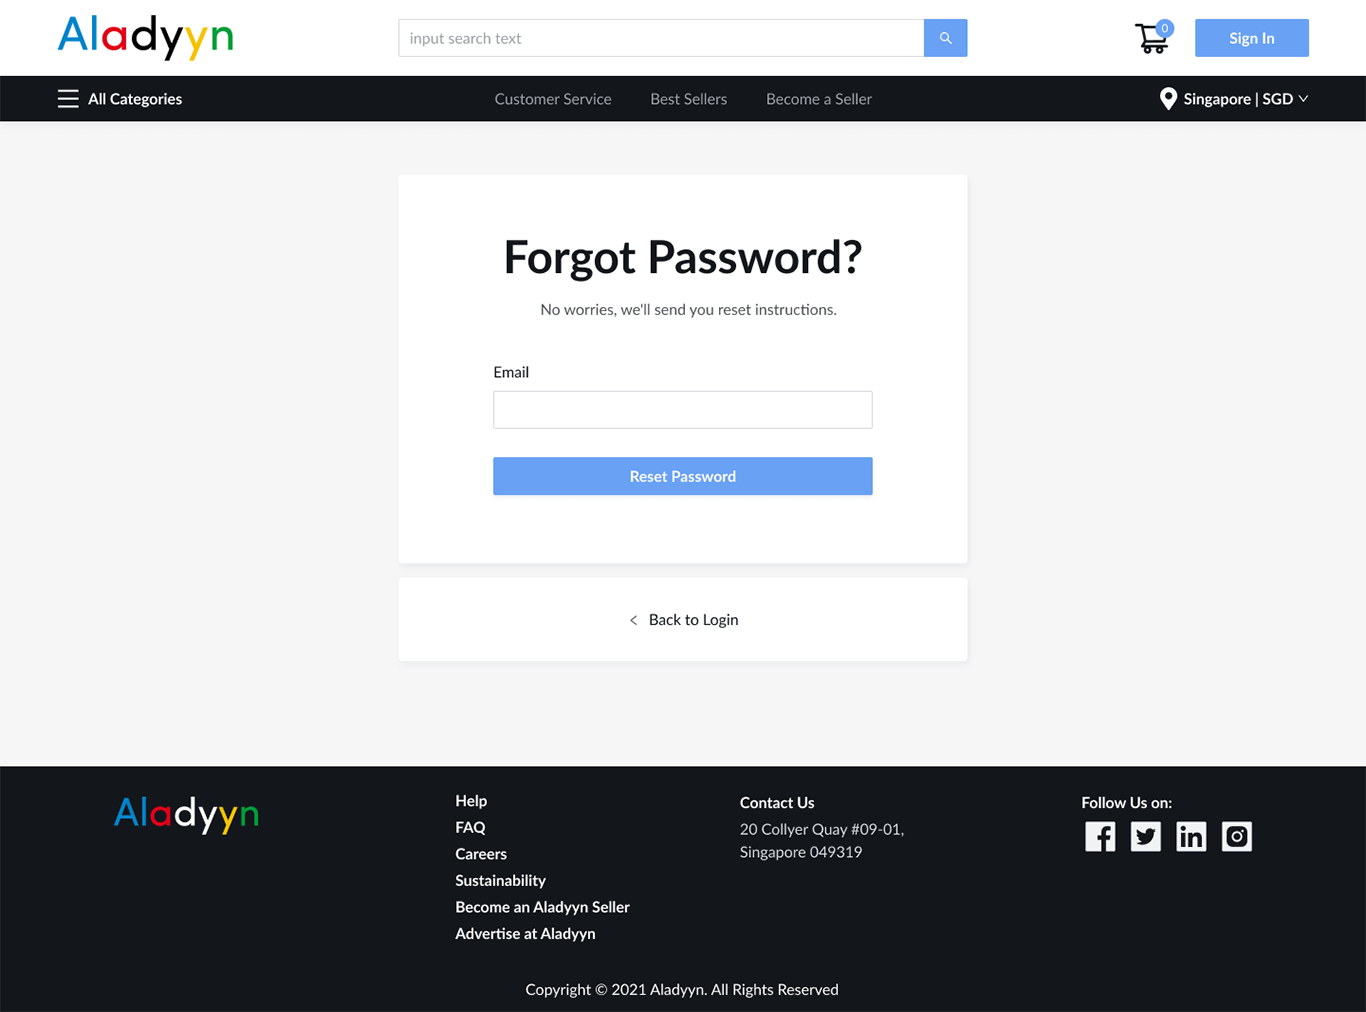 Aladyyn
input search text
0
Sign In
All Categories
Customer Service
Best Sellers
Become a Seller
Singapore | SGD
Forgot Password?
No worries, we'll send you reset instructions.
Email
Reset Password
< Back to Login
Aladyyn
Help
FAQ
Careers
Sustainability
Become an Aladyyn Seller
Advertise at Aladyyn
Contact Us
20 Collyer Quay #09-01,
Singapore 049319
Follow Us on:
Copyright © 2021 Aladyyn. All Rights Reserved